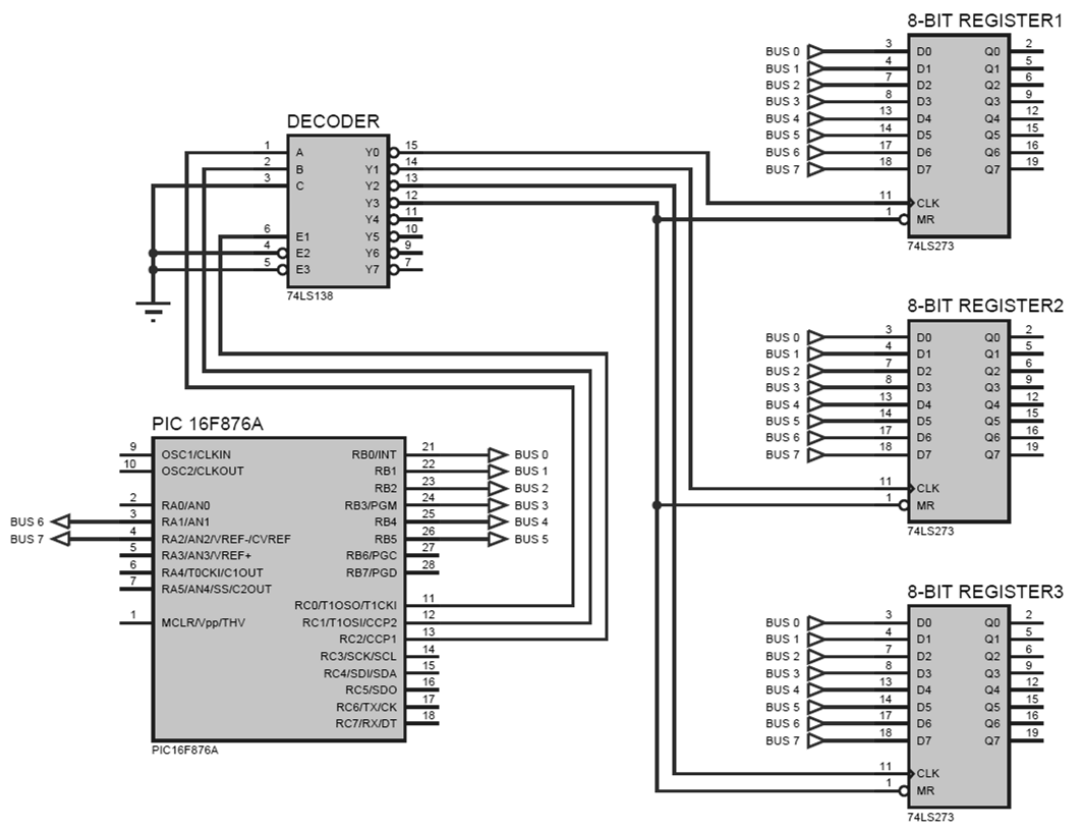 8-BIT REGISTER1
BUS 0 3 D0 Q0 2
BUS 1 4 D1 Q1 5
BUS 2 7 D2 Q2 6
BUS 3 8 D3 Q3 9
BUS 4 13 D4 Q4 12
BUS 5 14 D5 Q5 15
BUS 6 17 D6 Q6 16
BUS 7 18 D7 Q7 19
11 CLK
1 MR
74LS273
DECODER
1 A Y0 15
2 B Y1 14
3 C Y2 13
Y3 12
Y4 11
6 E1 Y5 10
4 E2 Y6 9
5 E3 Y7 7
74LS138
8-BIT REGISTER2
BUS 0 3 D0 Q0 2
BUS 1 4 D1 Q1 5
BUS 2 7 D2 Q2 6
BUS 3 8 D3 Q3 9
BUS 4 13 D4 Q4 12
BUS 5 14 D5 Q5 15
BUS 6 17 D6 Q6 16
BUS 7 18 D7 Q7 19
11 CLK
1 MR
74LS273
PIC 16F876A
9 OSC1/CLKIN RB0/INT 21 BUS 0
10 OSC2/CLKOUT RB1 22 BUS 1
RB2 23 BUS 2
2 RA0/AN0 RB3/PGM 24 BUS 3
BUS 6 3 RA1/AN1 RB4 25 BUS 4
BUS 7 4 RA2/AN2/VREF-/CVREF RB5 26 BUS 5
5 RA3/AN3/VREF+ RB6/PGC 27
6 RA4/T0CKI/C1OUT RB7/PGD 28
7 RA5/AN4/SS/C2OUT
RC0/T1OSO/T1CKI 11
1 MCLR/Vpp/THV RC1/T1OSI/CCP2 12
RC2/CCP1 13
RC3/SCK/SCL 14
RC4/SDI/SDA 15
RC5/SDO 16
RC6/TX/CK 17
RC7/RX/DT 18
PIC16F876A
8-BIT REGISTER3
BUS 0 3 D0 Q0 2
BUS 1 4 D1 Q1 5
BUS 2 7 D2 Q2 6
BUS 3 8 D3 Q3 9
BUS 4 13 D4 Q4 12
BUS 5 14 D5 Q5 15
BUS 6 17 D6 Q6 16
BUS 7 18 D7 Q7 19
11 CLK
1 MR
74LS273